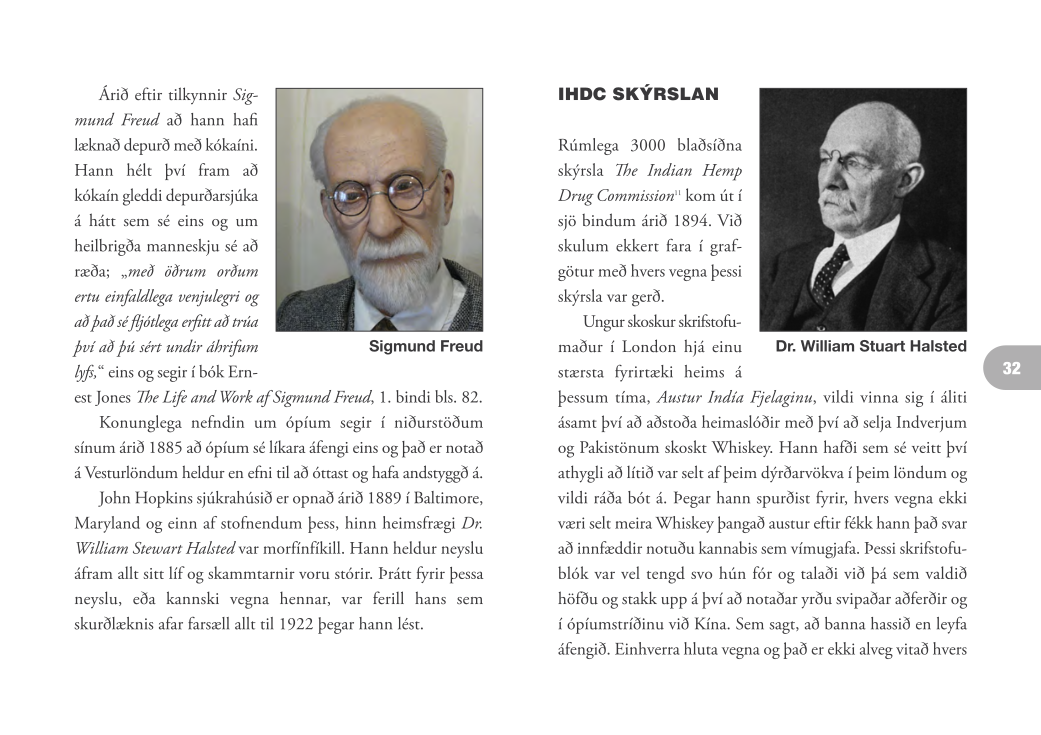 Árið eftir tilkynnir Sig-
mund Freud að hann hafi
læknað depurð með kókaíni.
Hann hélt því fram að
kókaín gleddi depurðarsjúka
á hátt sem sé eins og um
heilbrigða manneskju sé að
ræða; „með öðrum orðum
ertu einfaldlega venjulegri og
að það sé fljótlega erfitt að trúa
því að þú sért undir áhrifum
lyfs,“ eins og segir í bók Ern-
est Jones The Life and Work af Sigmund Freud, 1. bindi bls. 82.
Sigmund Freud
Konunglega nefndin um ópíum segir í niðurstöðum
sínum árið 1885 að ópíum sé líkara áfengi eins og það er notað
á Vesturlöndum heldur en efni til að óttast og hafa andstyggð á.
John Hopkins sjúkrahúsið er opnað árið 1889 í Baltimore,
Maryland og einn af stofnendum þess, hinn heimsfrægi Dr.
William Stewart Halsted var morfínfíkill. Hann heldur neyslu
áfram allt sitt líf og skammtarnir voru stórir. Þrátt fyrir þessa
neyslu, eða kannski vegna hennar, var ferill hans sem
skurðlæknis afar farsæll allt til 1922 þegar hann lést.
IHDC SKÝRSLAN
Rúmlega 3000 blaðsíðna
skýrsla The Indian Hemp
Drug Commission11 kom út í
sjö bindum árið 1894. Við
skulum ekkert fara í graf-
götur með hvers vegna þessi
skýrsla var gerð.
Ungur skoskur skrifstofu-
maður í London hjá einu
stærsta fyrirtæki heims á
þessum tíma, Austur Indía Fjelaginu, vildi vinna sig í áliti
ásamt því að aðstoða heimaslóðir með því að selja Indverjum
og Pakistönum skoskt Whiskey. Hann hafði sem sé veitt því
athygli að lítið var selt af þeim dýrðarvökva í þeim löndum og
vildi ráða bót á. Þegar hann spurðist fyrir, hvers vegna ekki
væri selt meira Whiskey þangað austur eftir fékk hann það svar
að innfæddir notuðu kannabis sem vímugjafa. Þessi skrifstofu-
blók var vel tengd svo hún fór og talaði við þá sem valdið
höfðu og stakk upp á því að notaðar yrðu svipaðar aðferðir og
í ópíumstríðinu við Kína. Sem sagt, að banna hassið en leyfa
áfengið. Einhverra hluta vegna og það er ekki alveg vitað hvers
Dr. William Stuart Halsted
32